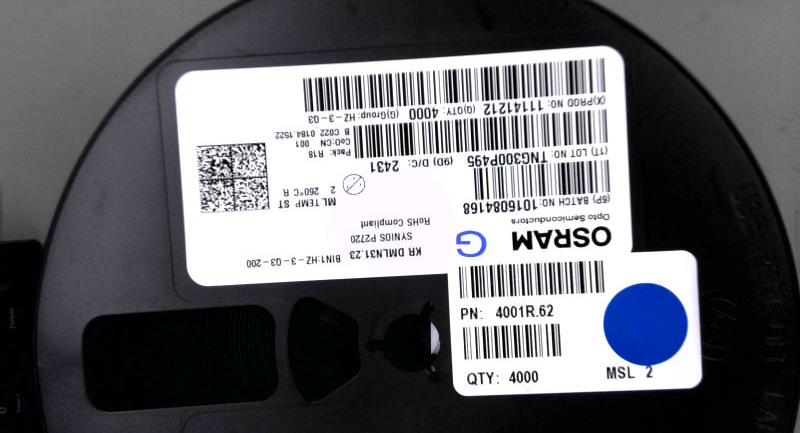 OSRAM
Opto Semiconductors
G
BIN1:HZ-3-Q3-200
KR DMLN31.23
SYNIOS P2720
RoHS Compliant
(6P) BATCH NO:1016084168
ML TEMP ST
2 260°C R
(1T) LOT NO: TNG300P495 (9D) D/C: 2431
Pack: R18
CoO:CN 001
B C022 0184.1522
(X)PROD NO: 11141212 (Q)QTY: 4000 (G)Group:HZ-3-Q3
PN: 4001R.62
QTY: 4000
MSL 2